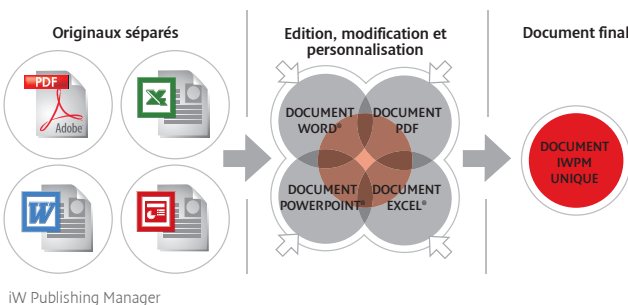 Originaux séparés
PDF
Adobe
X
W
Edition, modification et
personnalisation
DOCUMENT
WORD®
DOCUMENT
PDF
DOCUMENT
POWERPOINT®
DOCUMENT
EXCEL®
Document final
DOCUMENT
IWPM
UNIQUE
iW Publishing Manager